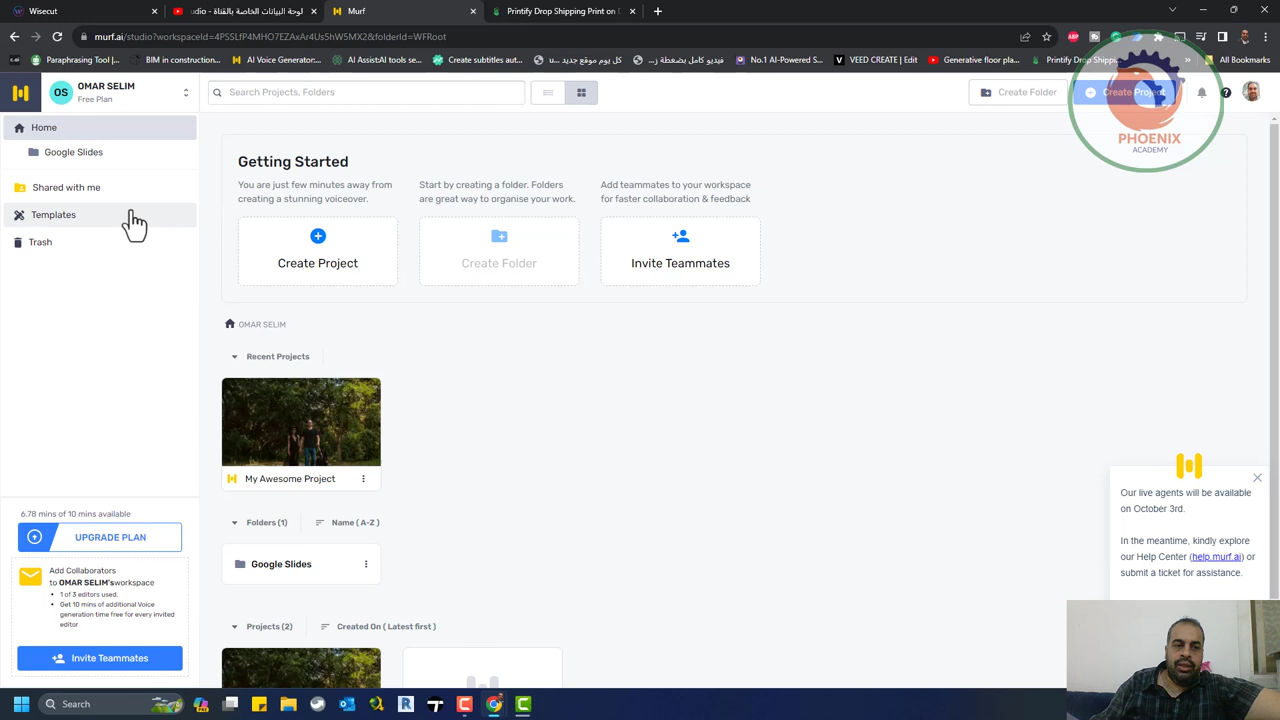 Wisecut
لوحة البيانات الخاصة بالقناة - udio
Murf
Printify Drop Shipping Print on D
murf.ai/studio?workspaceId=4PSSLfP4MHO7EZAxAr4Us5hW5MX2&folderId=WFRoot
Paraphrasing Tool | ...
BIM in construction...
AI Voice Generator:...
AI AssistAI tools se...
Create subtitles aut...
كل يوم موقع جديد u...
فيديو كامل بضغطة ز...
No.1 AI-Powered S...
VEED CREATE | Edit
Generative floor pla...
Printify Drop Shippin...
»
All Bookmarks
OS
OMAR SELIM
Free Plan
Search Projects, Folders
Create Folder
Create Project
PHOENIX
ACADEMY
Home
Google Slides
Shared with me
Templates
Trash
Getting Started
You are just few minutes away from
creating a stunning voiceover.
Create Project
Start by creating a folder. Folders
are great way to organise your work.
Create Folder
Add teammates to your workspace
for faster collaboration & feedback
Invite Teammates
OMAR SELIM
Recent Projects
My Awesome Project
Folders (1)
Name ( A-Z )
Google Slides
Projects (2)
Created On ( Latest first )
6.78 mins of 10 mins available
UPGRADE PLAN
Add Collaborators
to OMAR SELIM'sworkspace
• 1 of 3 editors used.
• Get 10 mins of additional Voice
generation time free for every invited
editor
Invite Teammates
Our live agents will be available
on October 3rd.
In the meantime, kindly explore
our Help Center (help.murf.ai) or
submit a ticket for assistance.
Search